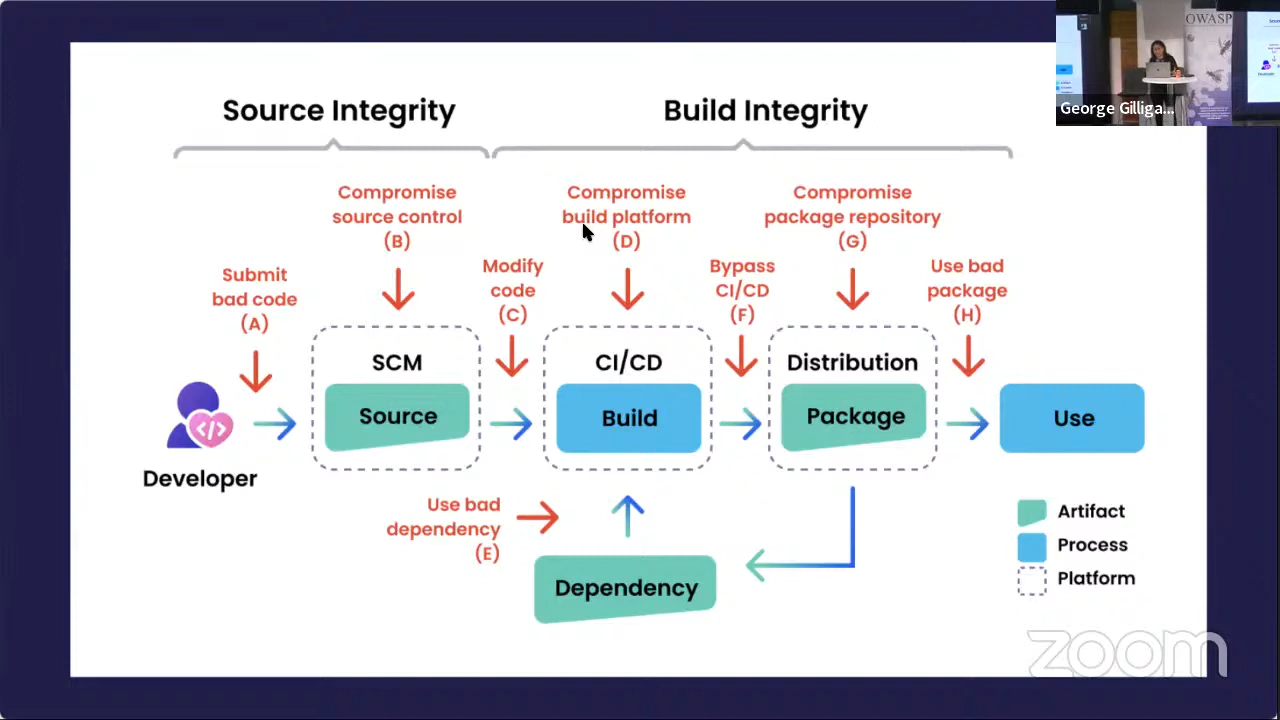 OWASP
George Gilliga...
Source Integrity
Build Integrity
Compromise
source control
(B)
Compromise
build platform
(D)
Compromise
package repository
(G)
Submit
bad code
(A)
Modify
code
(C)
Bypass
CI/CD
(F)
Use bad
package
(H)
SCM
Source
CI/CD
Build
Distribution
Package
Use
Developer
Use bad
dependency
(E)
Dependency
Artifact
Process
Platform
zoom